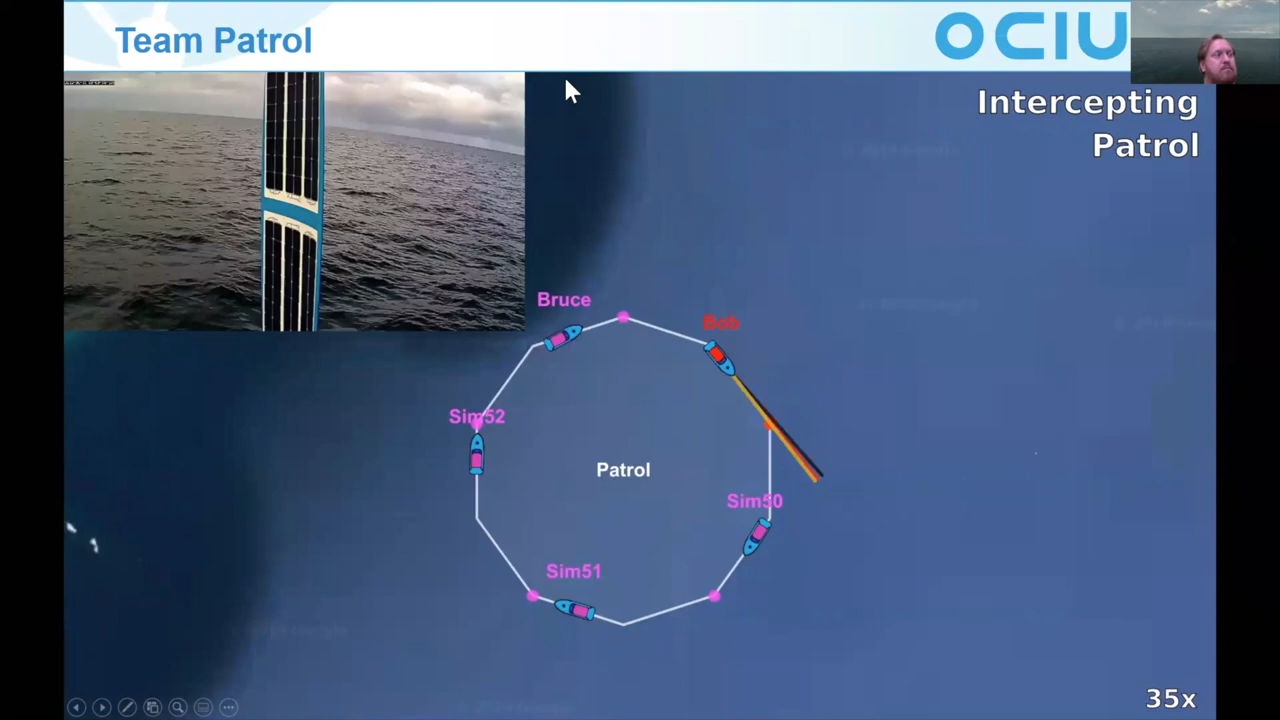 Team Patrol
OCIU
Intercepting
Patrol
Bruce
Bob
Sim52
Patrol
Sim50
Sim51
35x